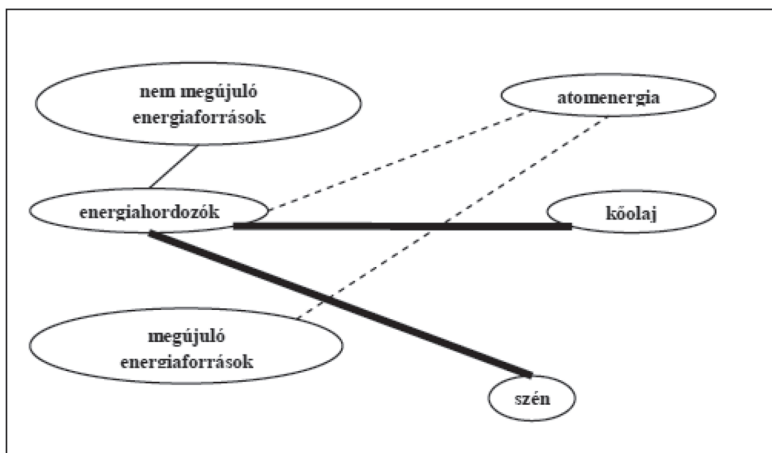 nem megújuló
energiaforrások
atomenergia
energiahordozók
kőolaj
megújuló
energiaforrások
szén